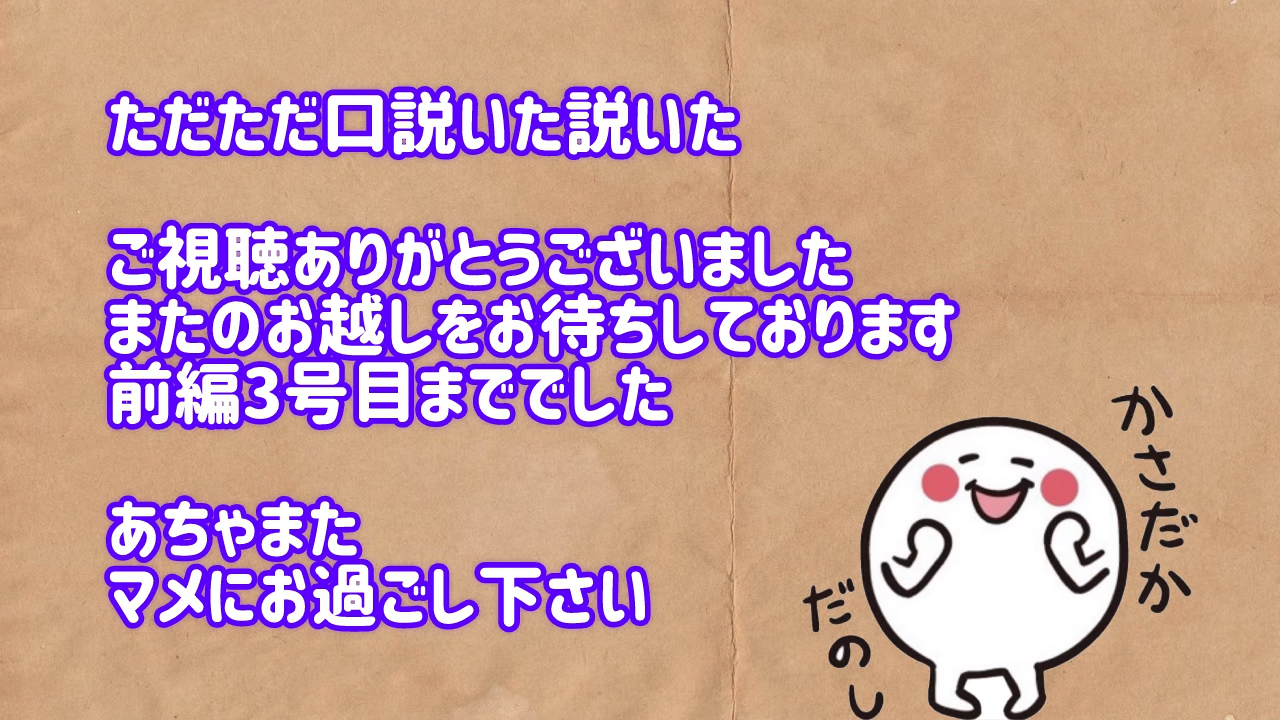 ただただ口説いた説いた
ご視聴ありがとうございました
またのお越しをお待ちしております
前編3号目まででした
あちゃまた
マメにお過ごし下さい
かさだか
だのし